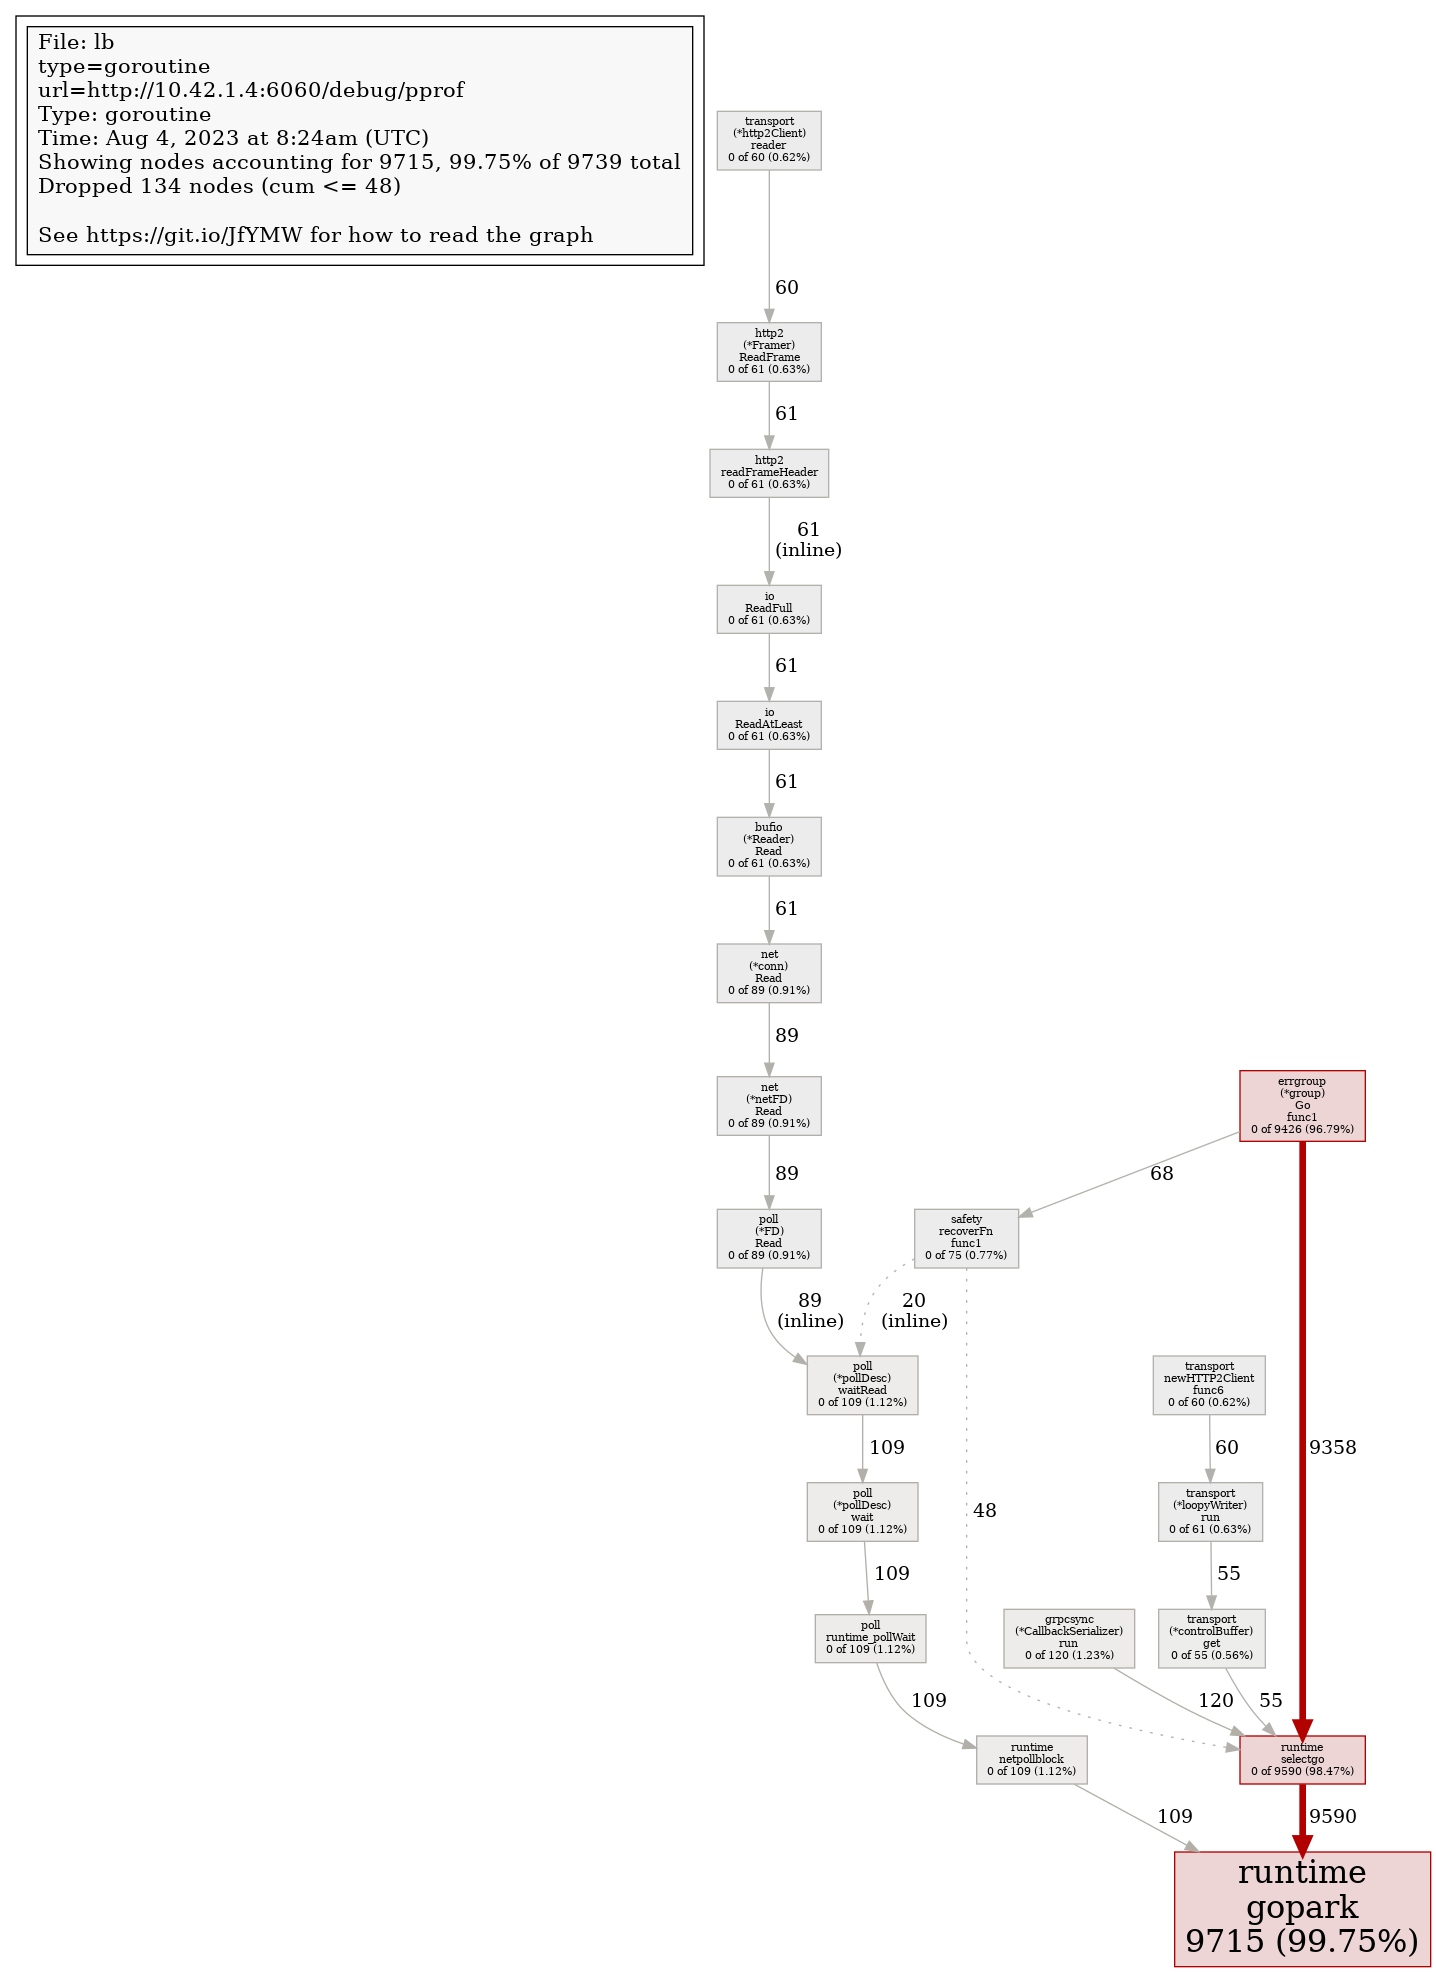 File: lb
type=goroutine
url=http://10.42.1.4:6060/debug/pprof
Type: goroutine
Time: Aug 4, 2023 at 8:24am (UTC)
Showing nodes accounting for 9715, 99.75% of 9739 total
Dropped 134 nodes (cum <= 48)
See https://git.io/JfYMW for how to read the graph
transport
(*http2Client)
reader
0 of 60 (0.62%)
60
http2
(*Framer)
ReadFrame
0 of 61 (0.63%)
61
http2
readFrameHeader
0 of 61 (0.63%)
61
(inline)
io
ReadFull
0 of 61 (0.63%)
61
io
ReadAtLeast
0 of 61 (0.63%)
61
bufio
(*Reader)
Read
0 of 61 (0.63%)
61
net
(*conn)
Read
0 of 89 (0.91%)
89
net
(*netFD)
Read
0 of 89 (0.91%)
89
poll
(*FD)
Read
0 of 89 (0.91%)
89
(inline)
errgroup
(*group)
Go
func1
0 of 9426 (96.79%)
68
9358
safety
recoverFn
func1
0 of 75 (0.77%)
20
(inline)
48
poll
(*pollDesc)
waitRead
0 of 109 (1.12%)
109
poll
(*pollDesc)
wait
0 of 109 (1.12%)
109
poll
runtime_pollWait
0 of 109 (1.12%)
109
runtime
netpollblock
0 of 109 (1.12%)
109
transport
newHTTP2Client
func6
0 of 60 (0.62%)
60
transport
(*loopyWriter)
run
0 of 61 (0.63%)
55
transport
(*controlBuffer)
get
0 of 55 (0.56%)
55
grpcsync
(*CallbackSerializer)
run
0 of 120 (1.23%)
120
runtime
selectgo
0 of 9590 (98.47%)
9590
runtime
gopark
9715 (99.75%)